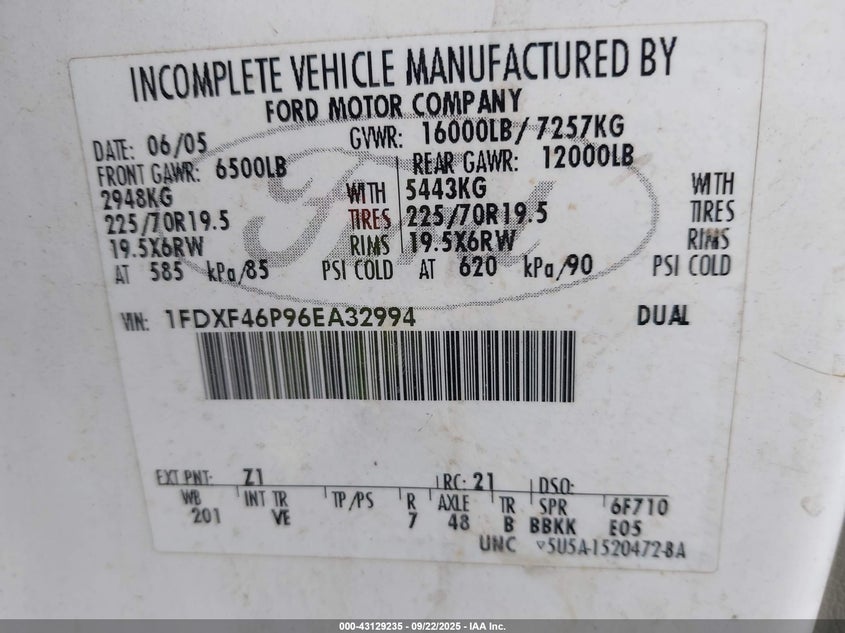 INCOMPLETE VEHICLE MANUFACTURED BY
FORD MOTOR COMPANY
DATE: 06/05 GVWR: 16000LB/7257KG
FRONT GAWR: 6500LB REAR GAWR: 12000LB
2948KG WITH 5443KG WITH
225/70R19.5 TIRES 225/70R19.5 TIRES
19.5X6RW RIMS 19.5X6RW RIMS
AT 585 kPa/85 PSI COLD AT 620 kPa/90 PSI COLD
VIN: 1FDXF46P96EA32994 DUAL
EXT PNT: Z1 RC: 21 DSO:
WB INT TR TP/PS R AXLE TR SPR 6F710
201 VE 7 48 B BBKK E05
UNC ▽5U5A-1520472-BA
000-43129235 - 09/22/2025 - IAA Inc.